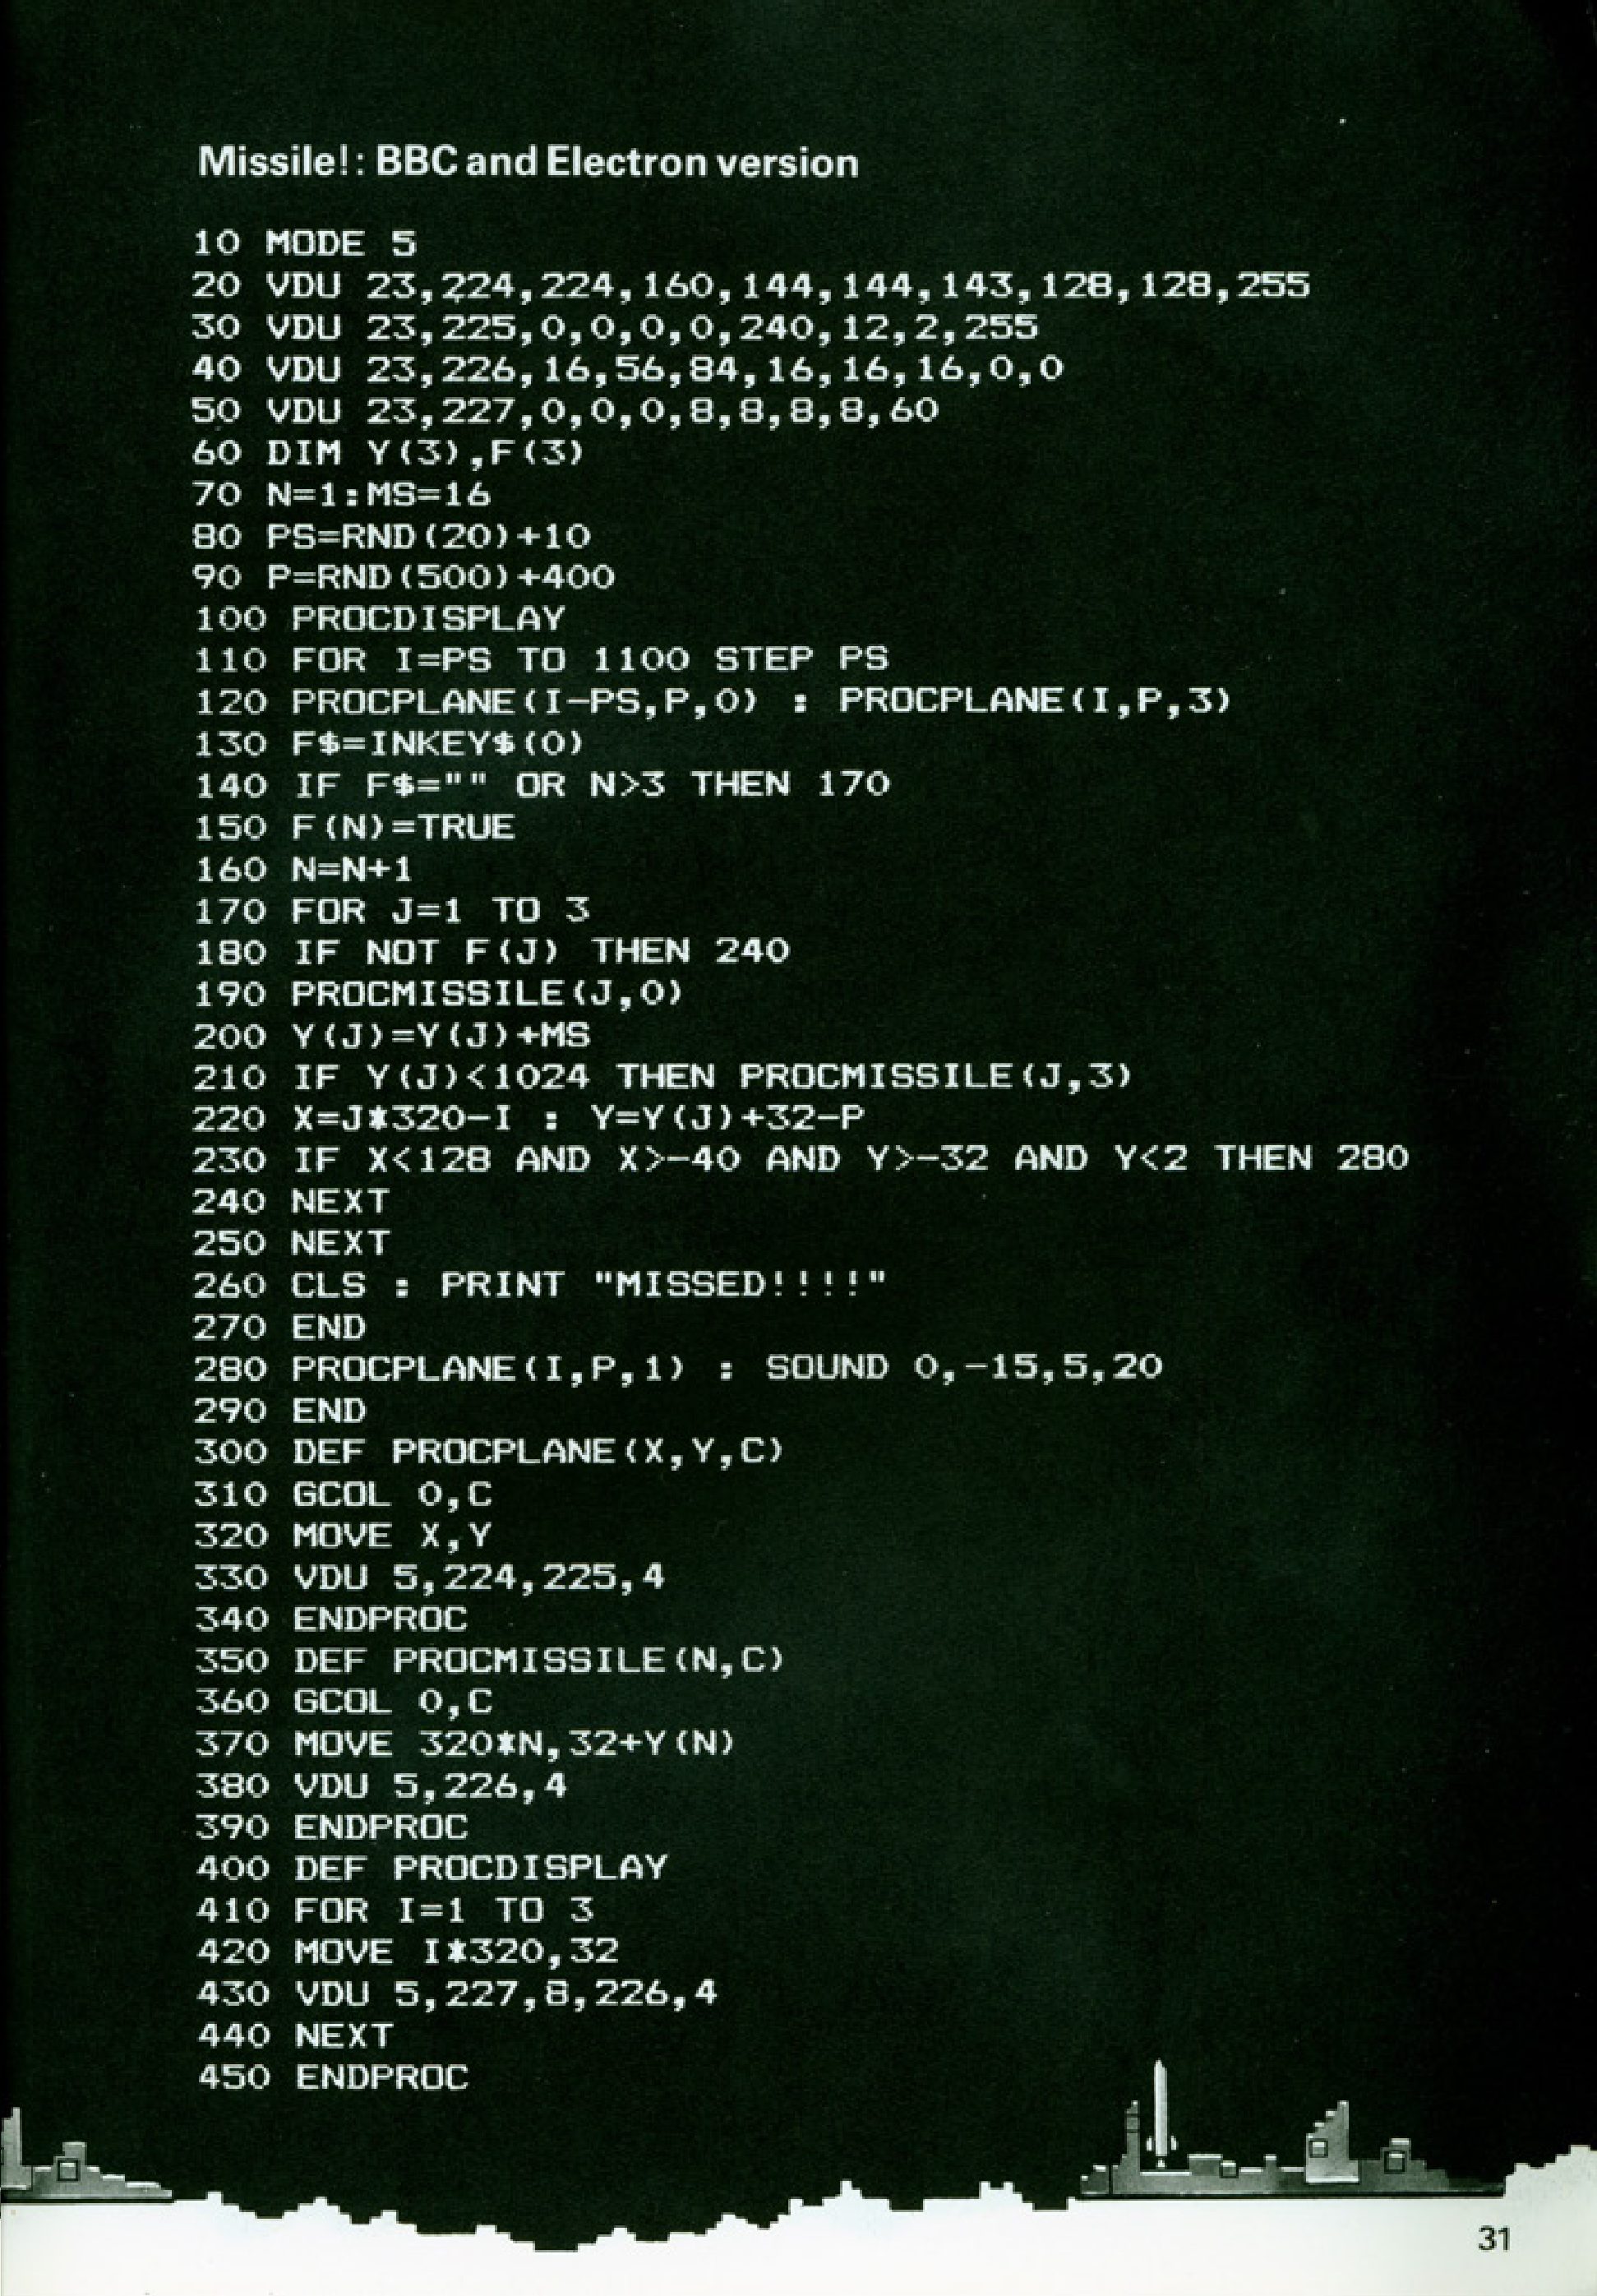 Missile!: BBC and Electron version
10 MODE 5
20 VDU 23,224,224,160,144,144,143,128,128,255
30 VDU 23,225,0,0,0,0,240,12,2,255
40 VDU 23,226,16,56,84,16,16,16,0,0
50 VDU 23,227,0,0,0,8,8,8,8,60
60 DIM Y(3),F(3)
70 N=1:MS=16
80 PS=RND(20)+10
90 P=RND(500)+400
100 PROCDISPLAY
110 FOR I=PS TO 1100 STEP PS
120 PROCPLANE(I-PS,P,0) : PROCPLANE(I,P,3)
130 F$=INKEY$(0)
140 IF F$="" OR N>3 THEN 170
150 F(N)=TRUE
160 N=N+1
170 FOR J=1 TO 3
180 IF NOT F(J) THEN 240
190 PROCMISSILE(J,0)
200 Y(J)=Y(J)+MS
210 IF Y(J)<1024 THEN PROCMISSILE(J,3)
220 X=J*320-I : Y=Y(J)+32-P
230 IF X<128 AND X>-40 AND Y>-32 AND Y<2 THEN 280
240 NEXT
250 NEXT
260 CLS : PRINT "MISSED!!!!"
270 END
280 PROCPLANE(I,P,1) : SOUND 0,-15,5,20
290 END
300 DEF PROCPLANE(X,Y,C)
310 GCOL 0,C
320 MOVE X,Y
330 VDU 5,224,225,4
340 ENDPROC
350 DEF PROCMISSILE(N,C)
360 GCOL 0,C
370 MOVE 320*N,32+Y(N)
380 VDU 5,226,4
390 ENDPROC
400 DEF PROCDISPLAY
410 FOR I=1 TO 3
420 MOVE I*320,32
430 VDU 5,227,8,226,4
440 NEXT
450 ENDPROC
31